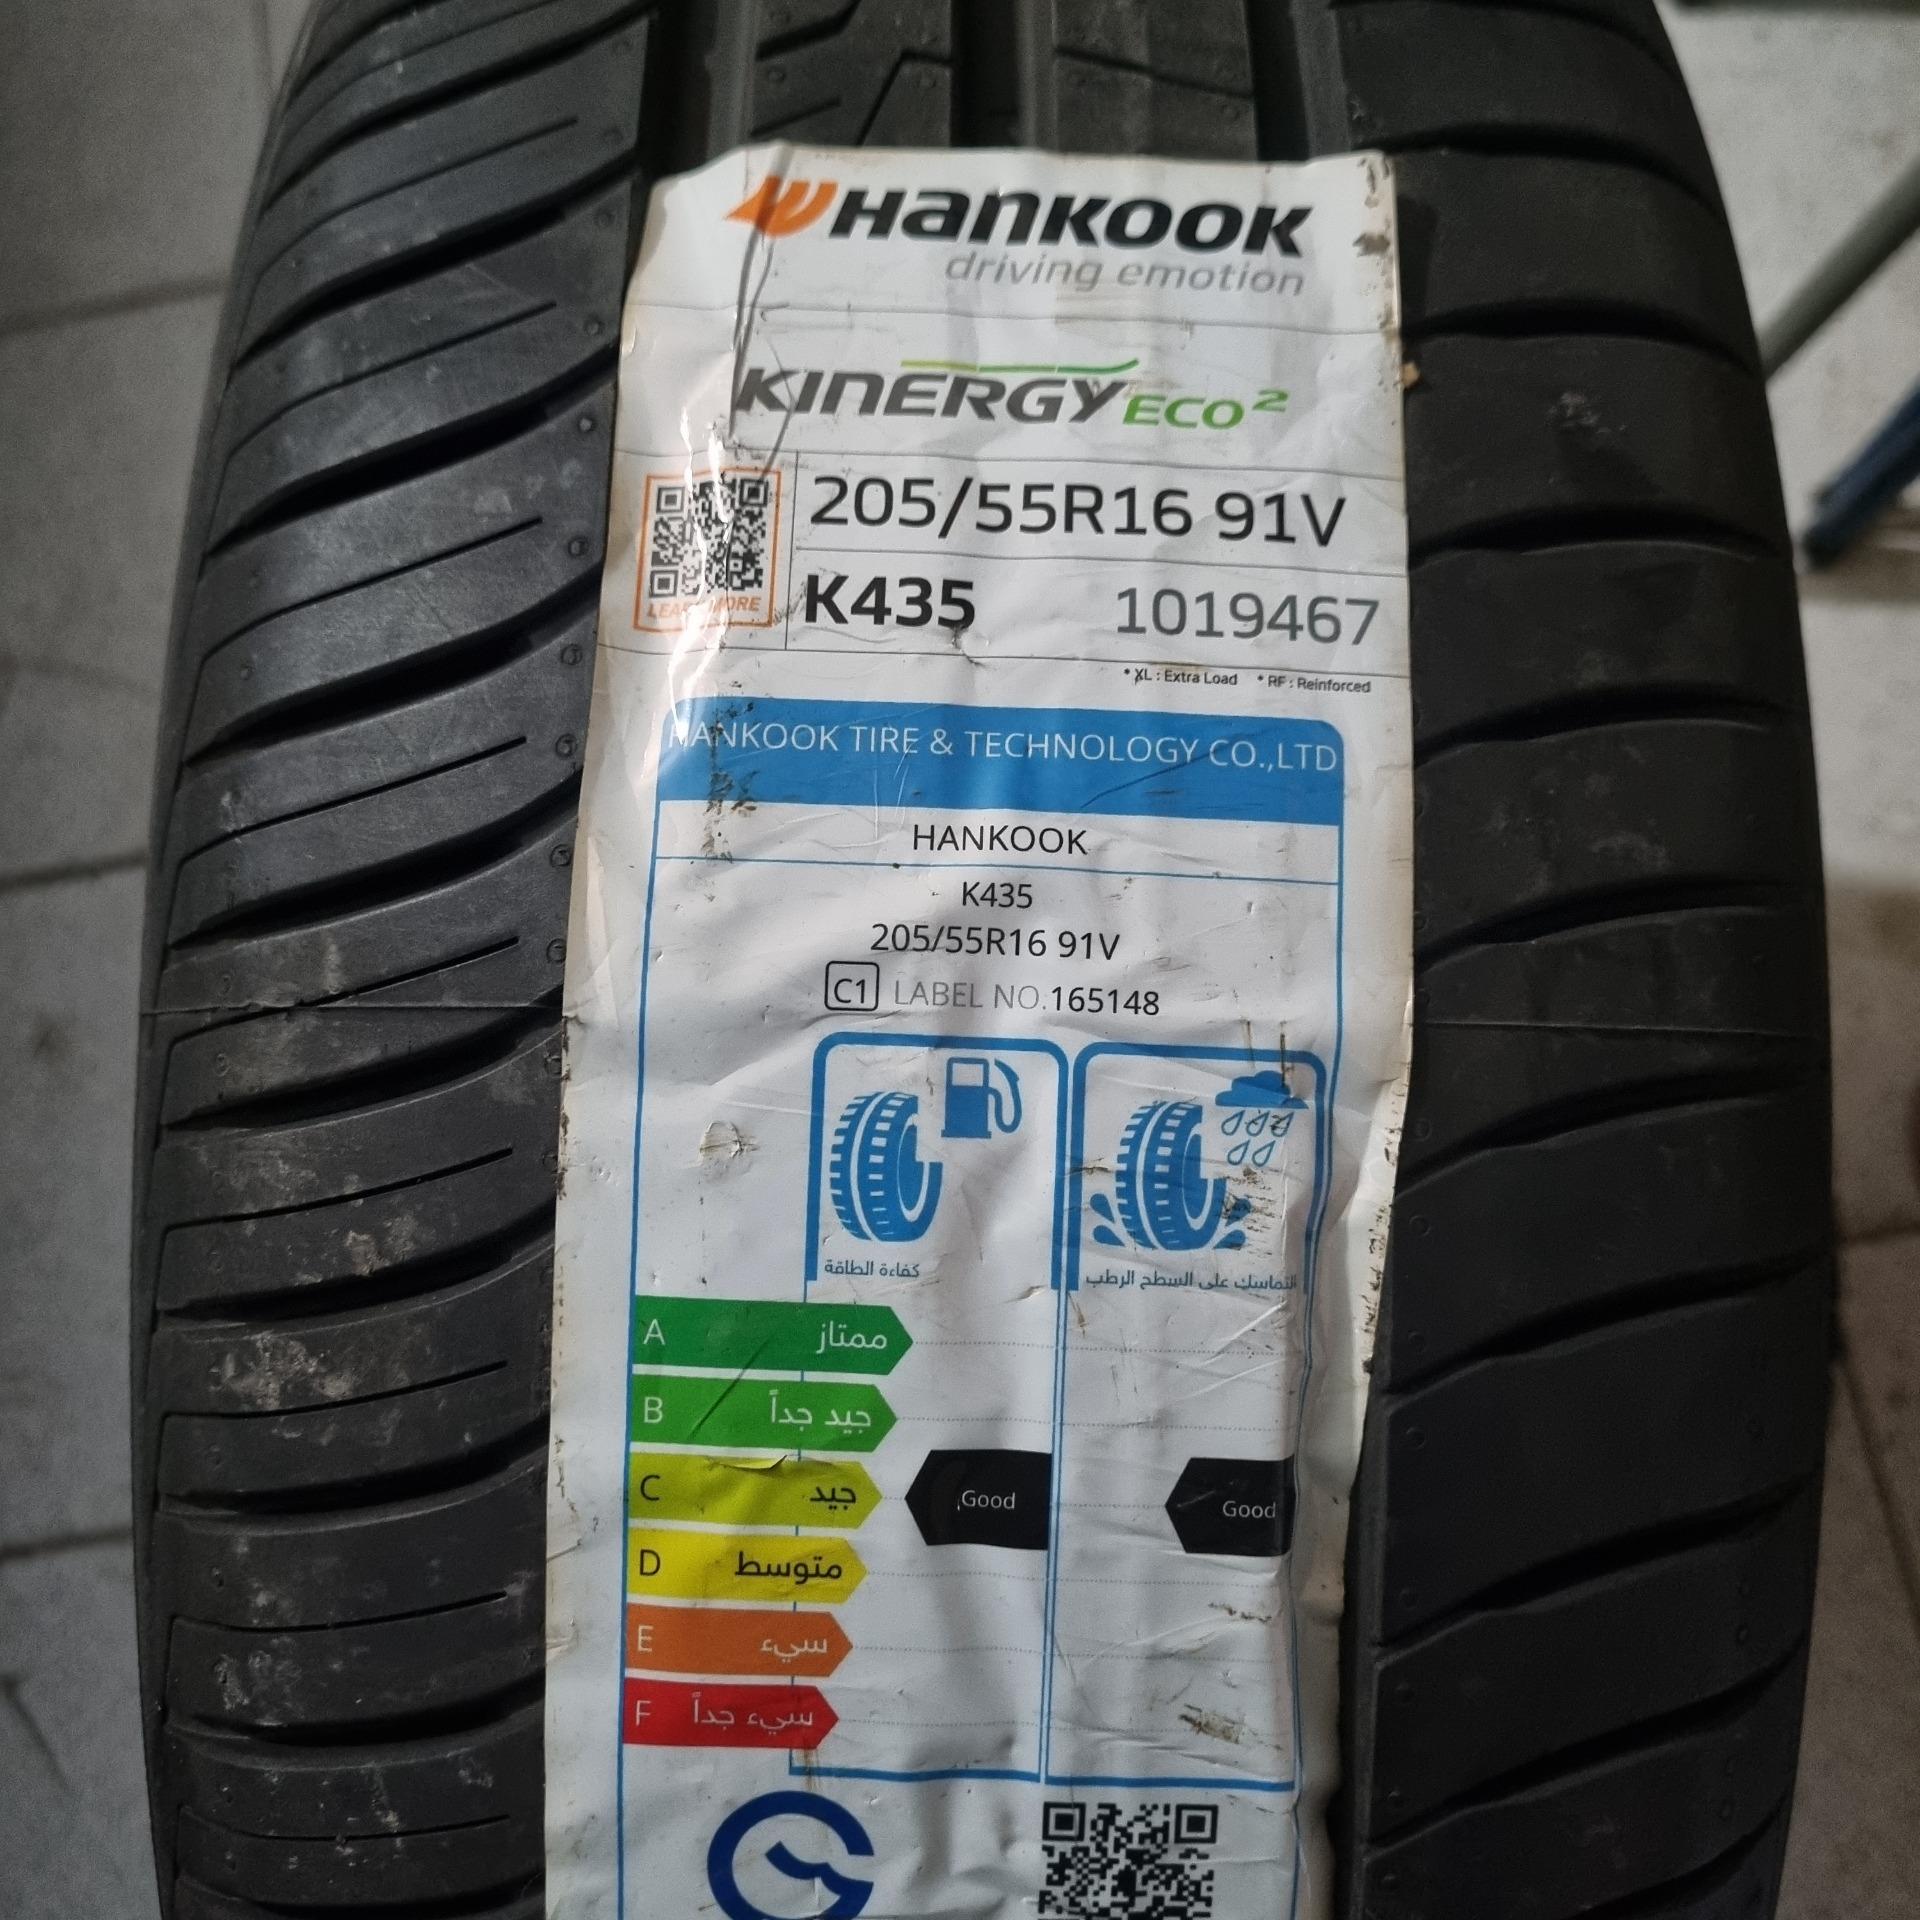 Hankook
driving emotion
KINERGY ECO²
205/55R16 91V
LEARN MORE
K435 1019467
* XL : Extra Load * RF : Reinforced
HANKOOK TIRE & TECHNOLOGY CO.,LTD
HANKOOK
K435
205/55R16 91V
C1 LABEL NO.165148
كفاءة الطاقة التماسك على السطح الرطب
A ممتاز
B جيد جداً
C جيد Good Good
D متوسط
E سيء
F سيء جداً